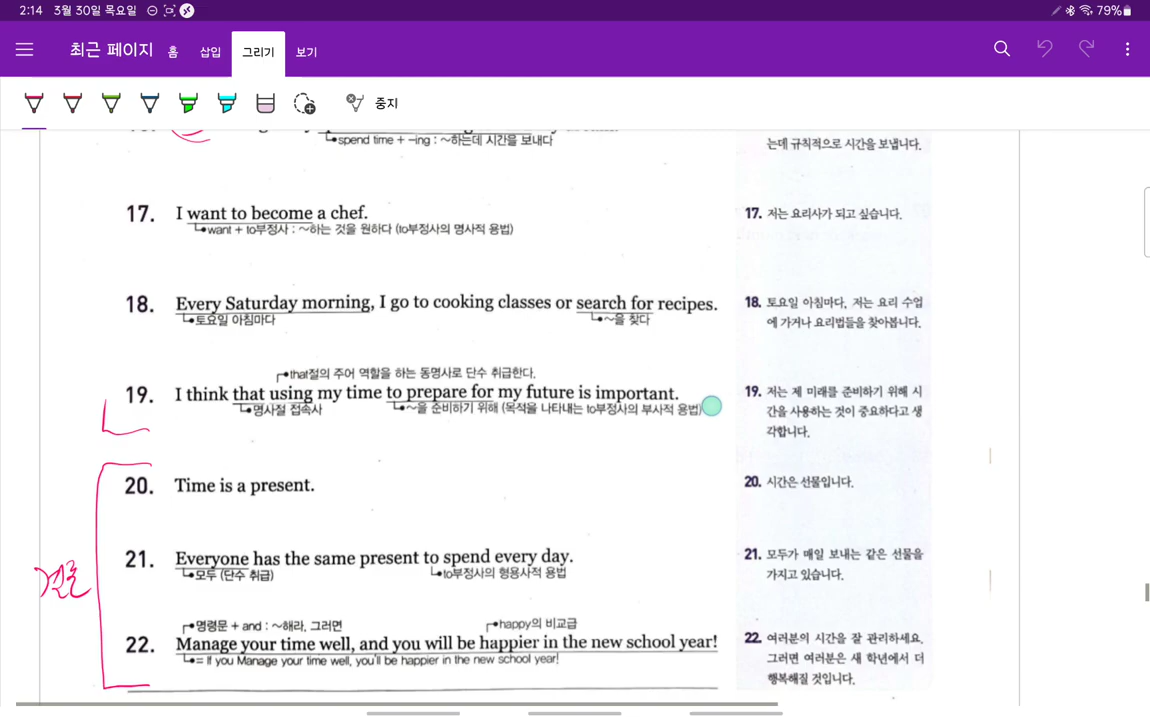 2:14 3월 30일 목요일 79%
최근 페이지 홈 삽입 그리기 보기
중지
spend time + -ing : ~하는데 시간을 보내다
는데 규칙적으로 시간을 보냅니다.
17. I want to become a chef.
want + to부정사 : ~하는 것을 원하다 (to부정사의 명사적 용법)
17. 저는 요리사가 되고 싶습니다.
18. Every Saturday morning, I go to cooking classes or search for recipes.
토요일 아침마다 ~을 찾다
18. 토요일 아침마다, 저는 요리 수업
에 가거나 요리법들을 찾아봅니다.
that절의 주어 역할을 하는 동명사로 단수 취급한다.
19. I think that using my time to prepare for my future is important.
명사절 접속사 ~을 준비하기 위해 (목적을 나타내는 to부정사의 부사적 용법)
19. 저는 제 미래를 준비하기 위해 시
간을 사용하는 것이 중요하다고 생
각합니다.
20. Time is a present.
20. 시간은 선물입니다.
21. Everyone has the same present to spend every day.
모두 (단수 취급) to부정사의 형용사적 용법
21. 모두가 매일 보내는 같은 선물을
가지고 있습니다.
결론
명령문 + and : ~해라, 그러면 happy의 비교급
22. Manage your time well, and you will be happier in the new school year!
= If you Manage your time well, you'll be happier in the new school year!
22. 여러분의 시간을 잘 관리하세요.
그러면 여러분은 새 학년에서 더
행복해질 것입니다.